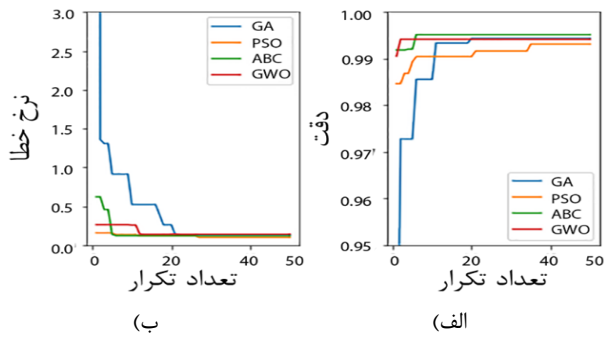 3.0
2.5
2.0
1.5
1.0
0.5
0.0
0
20
40
50
GA
PSO
ABC
GWO
نرخ خطا
تعداد تکرار
ب)
1.00
0.99
0.98
0.97
0.96
0.95
0
20
40
50
GA
PSO
ABC
GWO
دقت
تعداد تکرار
الف)